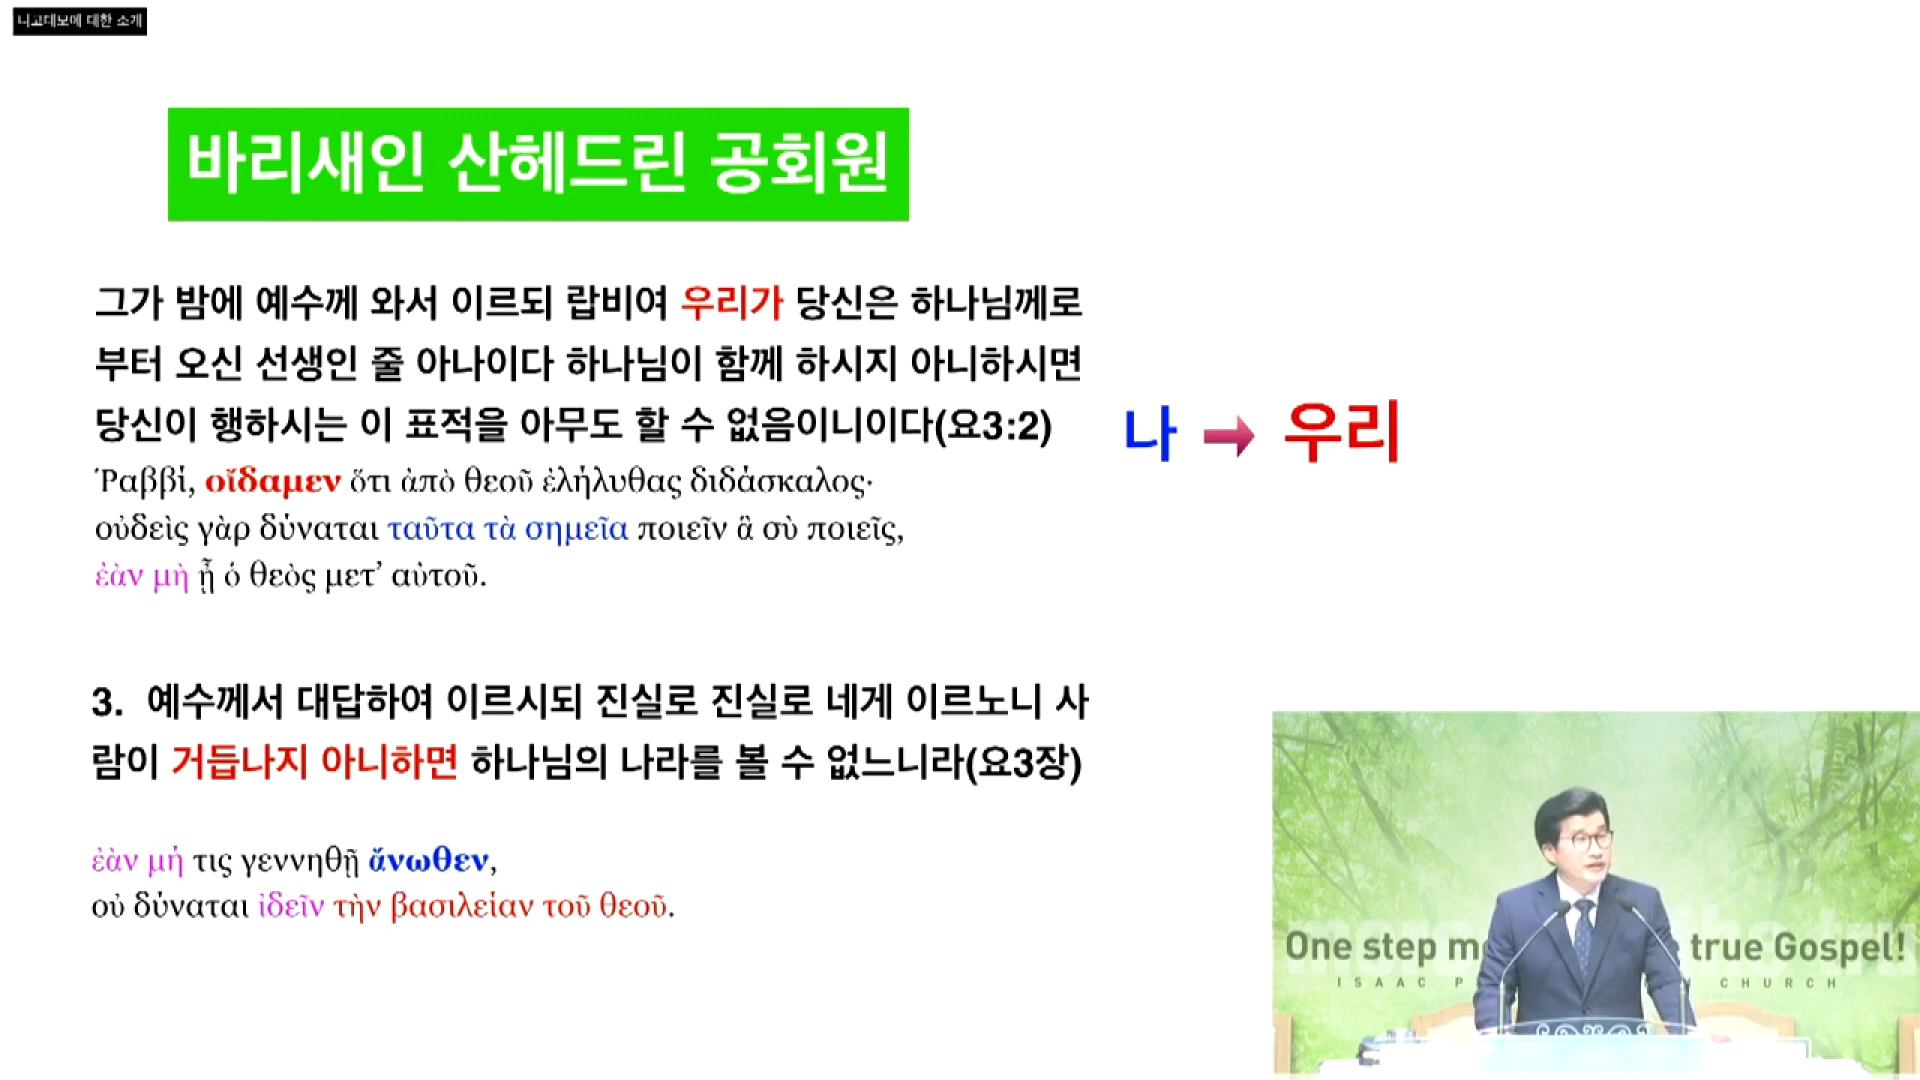 니고데모에 대한 소개
바리새인 산헤드린 공회원
그가 밤에 예수께 와서 이르되 랍비여 우리가 당신은 하나님께로
부터 오신 선생인 줄 아나이다 하나님이 함께 하시지 아니하시면
당신이 행하시는 이 표적을 아무도 할 수 없음이니이다(요3:2)
나 → 우리
Ῥαββί, οἴδαμεν ὅτι ἀπὸ θεοῦ ἐλήλυθας διδάσκαλος·
οὐδεὶς γὰρ δύναται ταῦτα τὰ σημεῖα ποιεῖν ἃ σὺ ποιεῖς,
ἐὰν μὴ ᾖ ὁ θεὸς μετ’ αὐτοῦ.
3. 예수께서 대답하여 이르시되 진실로 진실로 네게 이르노니 사
람이 거듭나지 아니하면 하나님의 나라를 볼 수 없느니라(요3장)
ἐὰν μή τις γεννηθῇ ἄνωθεν,
οὐ δύναται ἰδεῖν τὴν βασιλείαν τοῦ θεοῦ.
One step true Gospel!
ISAAC CHURCH